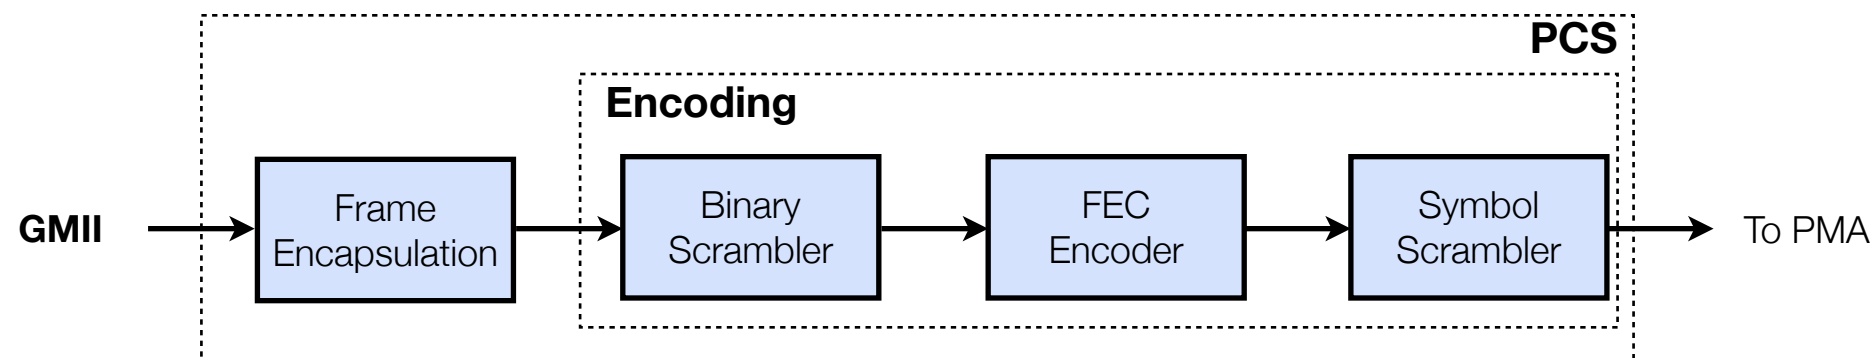 PCS
Encoding
GMII
Frame
Encapsulation
Binary
Scrambler
FEC
Encoder
Symbol
Scrambler
To PMA